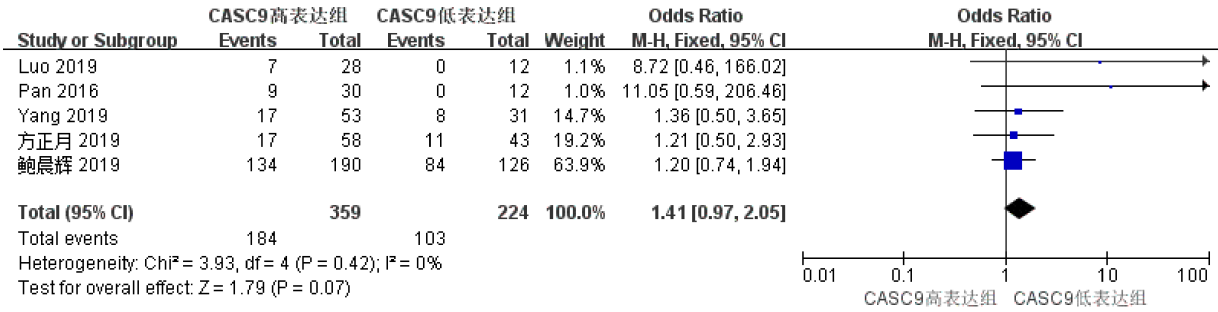 CASC9高表达组 CASC9低表达组 Odds Ratio Odds Ratio
Study or Subgroup Events Total Events Total Weight M-H, Fixed, 95% CI M-H, Fixed, 95% CI
Luo 2019 7 28 0 12 1.1% 8.72 [0.46, 166.02]
Pan 2016 9 30 0 12 1.0% 11.05 [0.59, 206.46]
Yang 2019 17 53 8 31 14.7% 1.36 [0.50, 3.65]
方正月 2019 17 58 11 43 19.2% 1.21 [0.50, 2.93]
鲍晨辉 2019 134 190 84 126 63.9% 1.20 [0.74, 1.94]
Total (95% CI) 359 224 100.0% 1.41 [0.97, 2.05]
Total events 184 103
Heterogeneity: Chi² = 3.93, df = 4 (P = 0.42); I² = 0%
Test for overall effect: Z = 1.79 (P = 0.07)
0.01 0.1 1 10 100
CASC9高表达组 CASC9低表达组